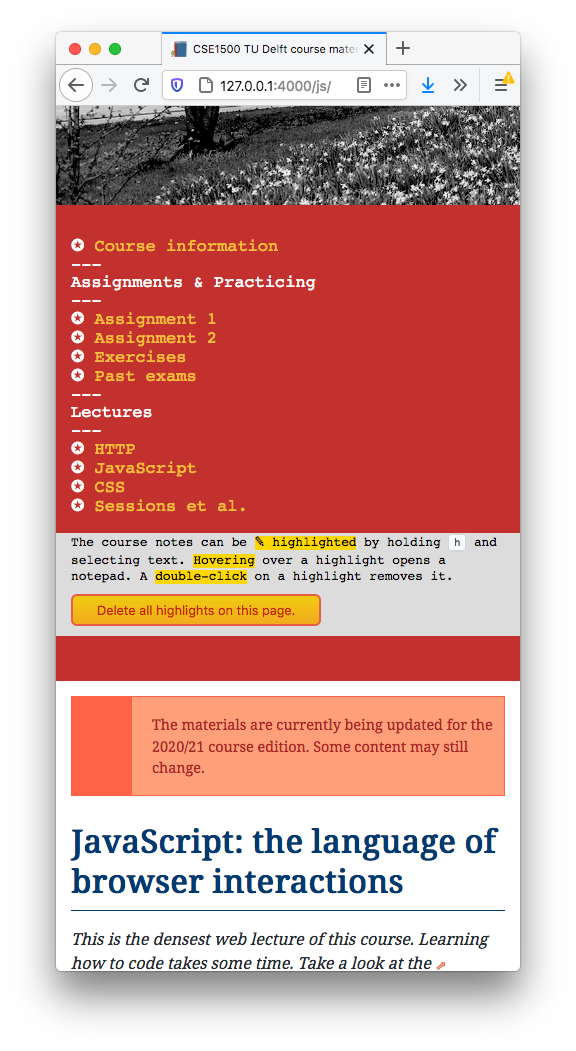 CSE1500 TU Delft course mater
127.0.0.1:4000/js/
Course information
---
Assignments & Practicing
---
Assignment 1
Assignment 2
Exercises
Past exams
---
Lectures
---
HTTP
JavaScript
CSS
Sessions et al.
The course notes can be ✎ highlighted by holding h and
selecting text. Hovering over a highlight opens a
notepad. A double-click on a highlight removes it.
Delete all highlights on this page.
The materials are currently being updated for the
2020/21 course edition. Some content may still
change.
JavaScript: the language of
browser interactions
This is the densest web lecture of this course. Learning
how to code takes some time. Take a look at the